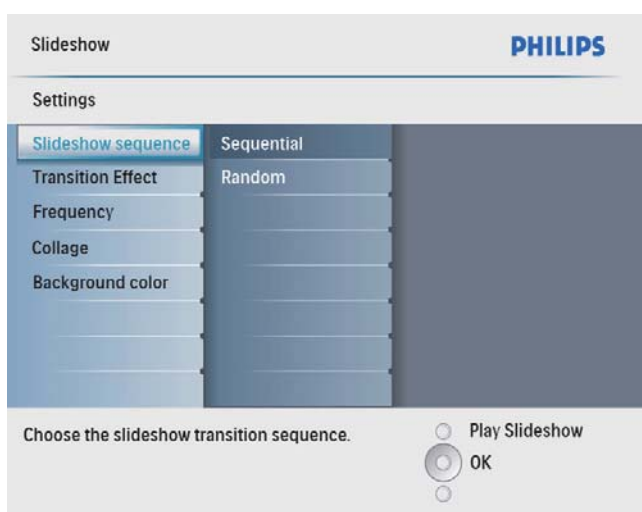 Slideshow
PHILIPS
Settings
Slideshow sequence
Sequential
Transition Effect
Random
Frequency
Collage
Background color
Choose the slideshow transition sequence.
Play Slideshow
OK